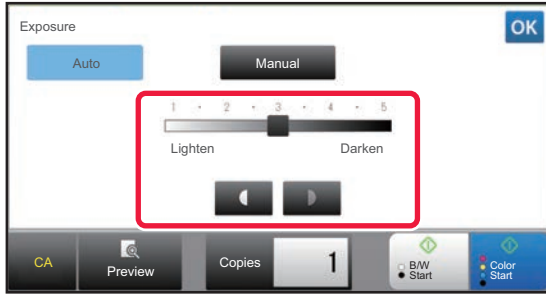 Exposure
OK
Auto
Manual
1 · 2 · 3 · 4 · 5
Lighten
Darken
CA
Preview
Copies
1
B/W
Start
Color
Start